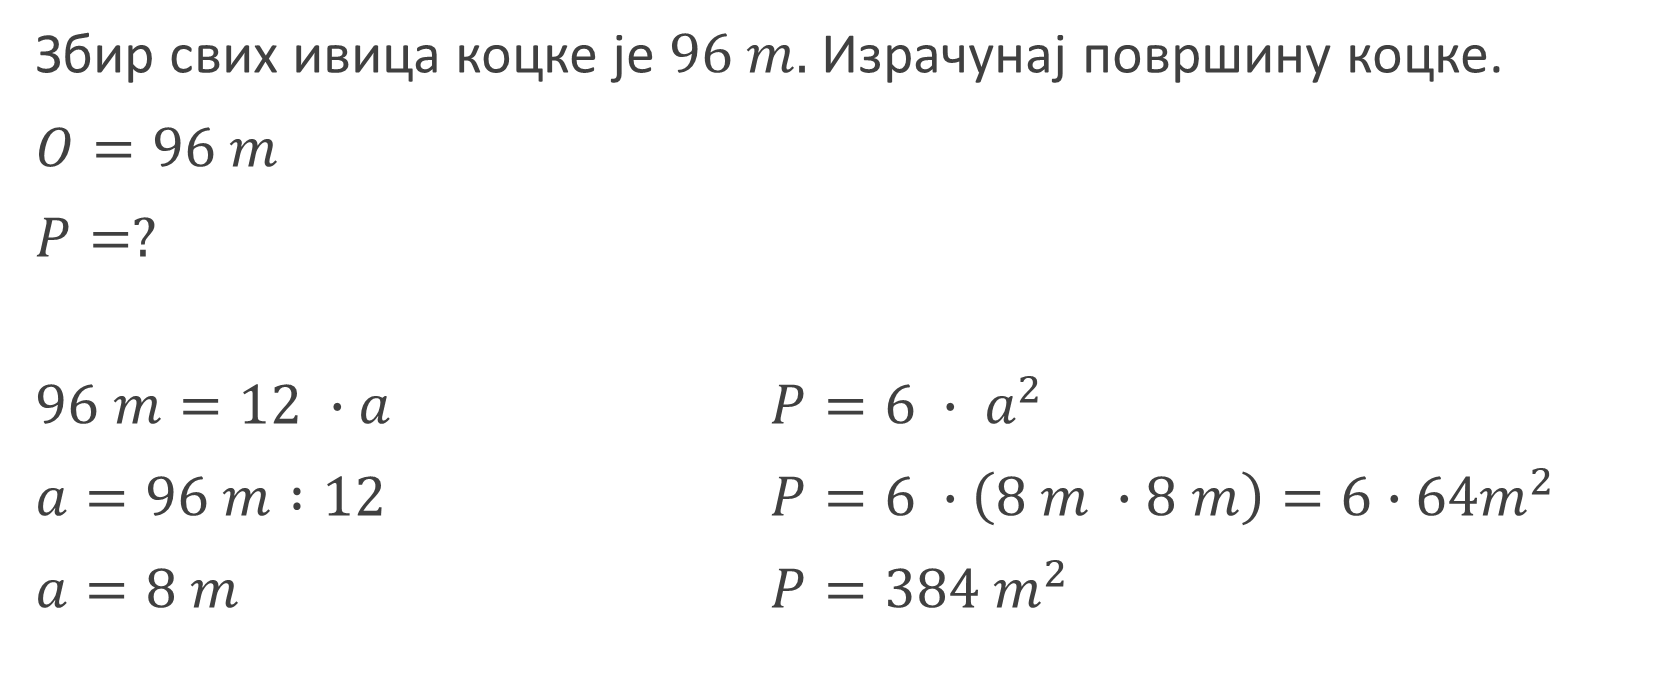 Збир свих ивица коцке је 96 m. Израчунај површину коцке.
O = 96 m
P =?
96 m = 12 · a
a = 96 m : 12
a = 8 m
P = 6 · a²
P = 6 · (8 m · 8 m) = 6 · 64m²
P = 384 m²